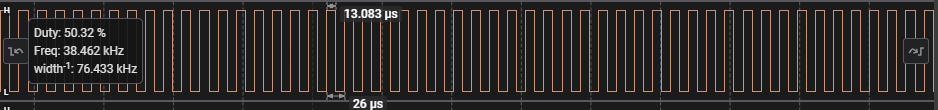 H
13.083 µs
Duty: 50.32 %
Freq: 38.462 kHz
width-1: 76.433 kHz
L
26 µs